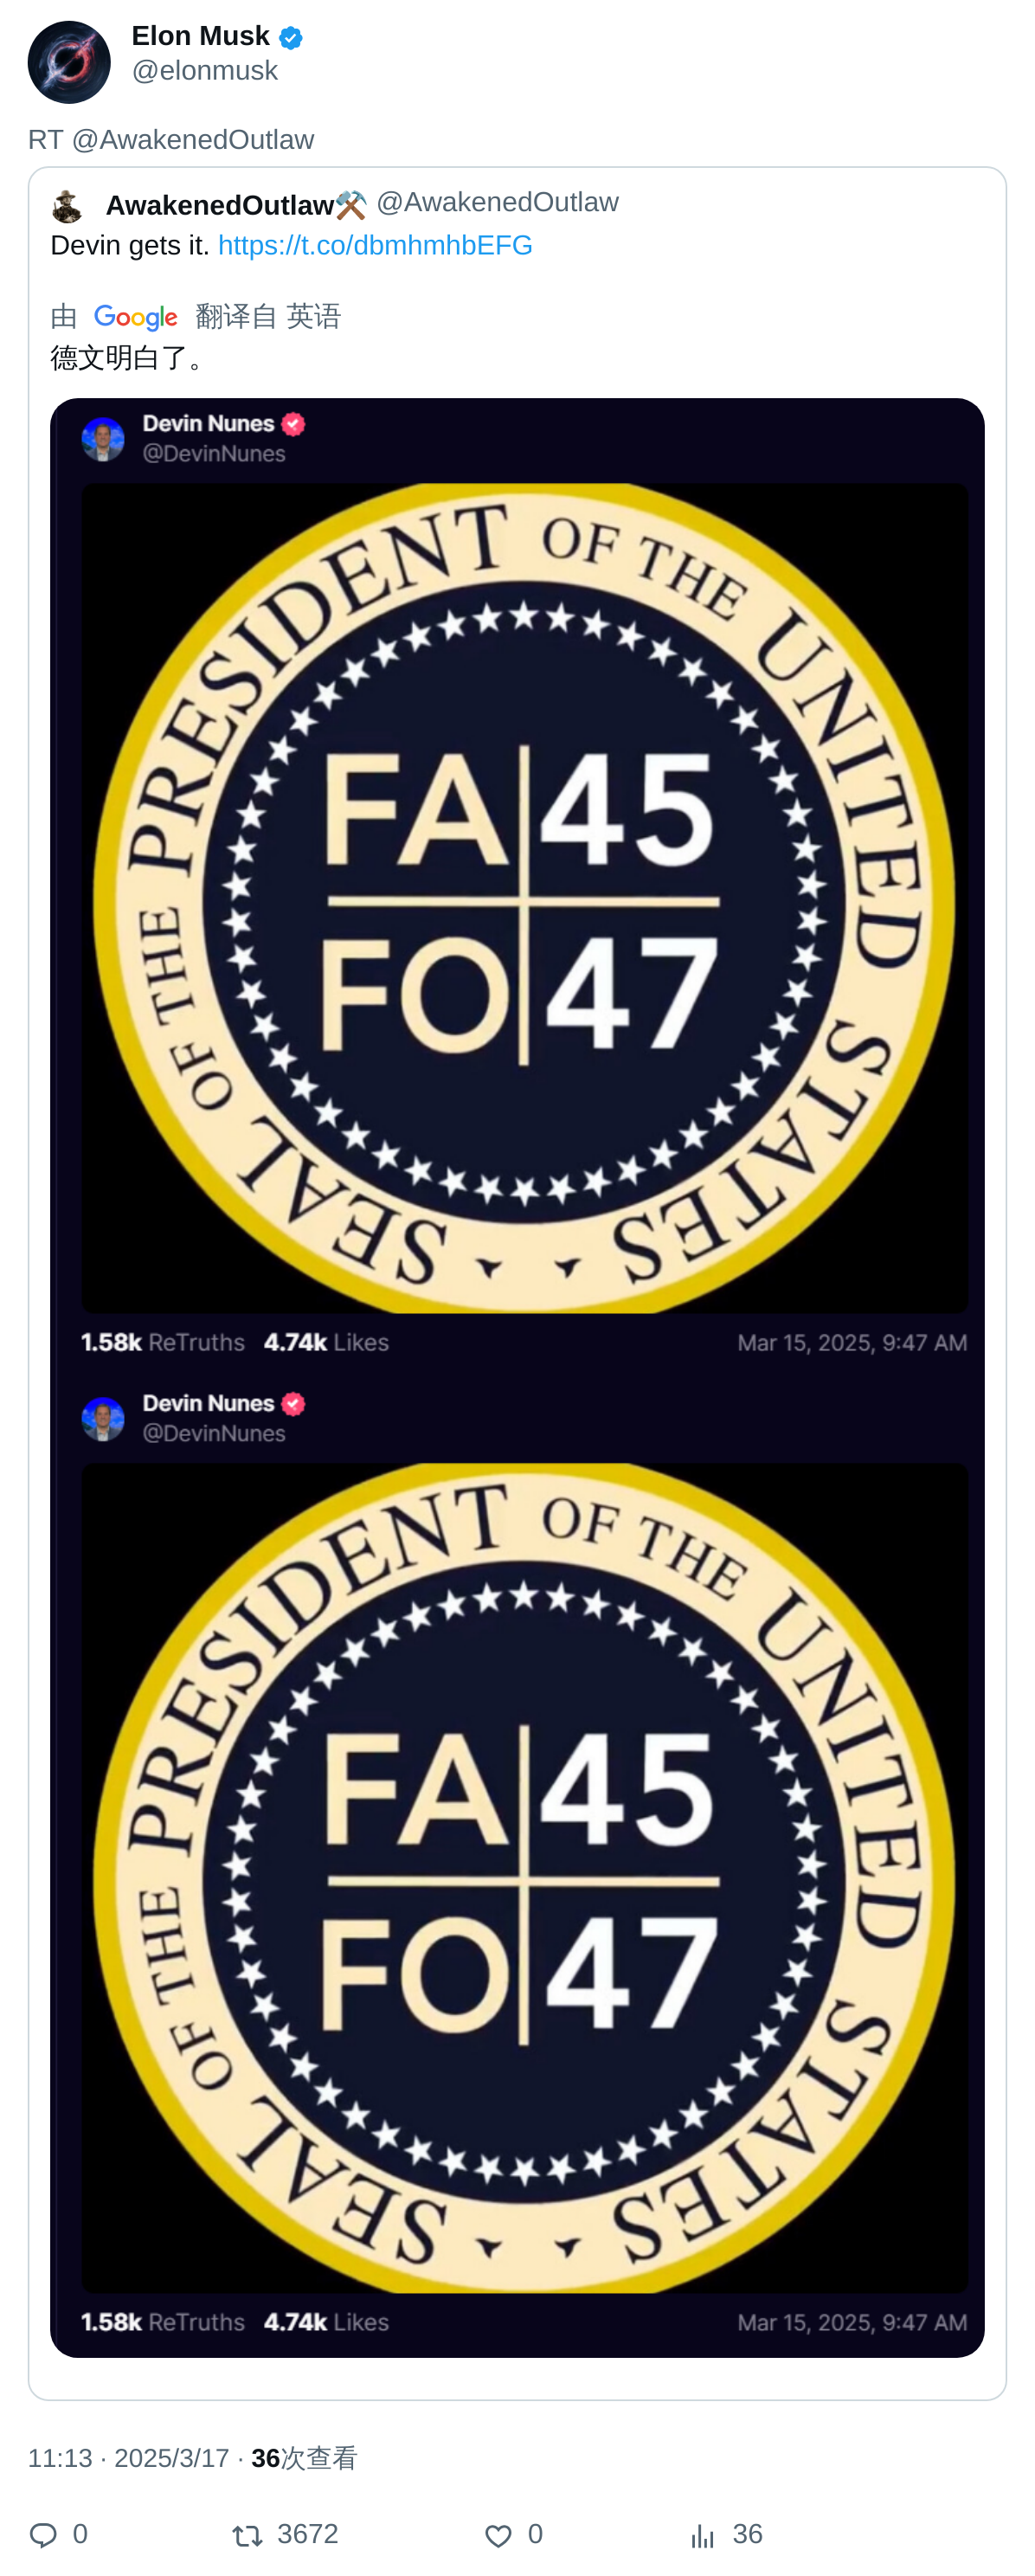 Elon Musk
@elonmusk
RT @AwakenedOutlaw
AwakenedOutlaw⚒️ @AwakenedOutlaw
Devin gets it. https://t.co/dbmhmhbEFG
由 Google 翻译自 英语
德文明白了。
Devin Nunes
@DevinNunes
SEAL OF THE PRESIDENT OF THE UNITED STATES
FA 45
FO 47
1.58k ReTruths 4.74k Likes Mar 15, 2025, 9:47 AM
Devin Nunes
@DevinNunes
SEAL OF THE PRESIDENT OF THE UNITED STATES
FA 45
FO 47
1.58k ReTruths 4.74k Likes Mar 15, 2025, 9:47 AM
11:13 · 2025/3/17 · 36次查看
0 3672 0 36